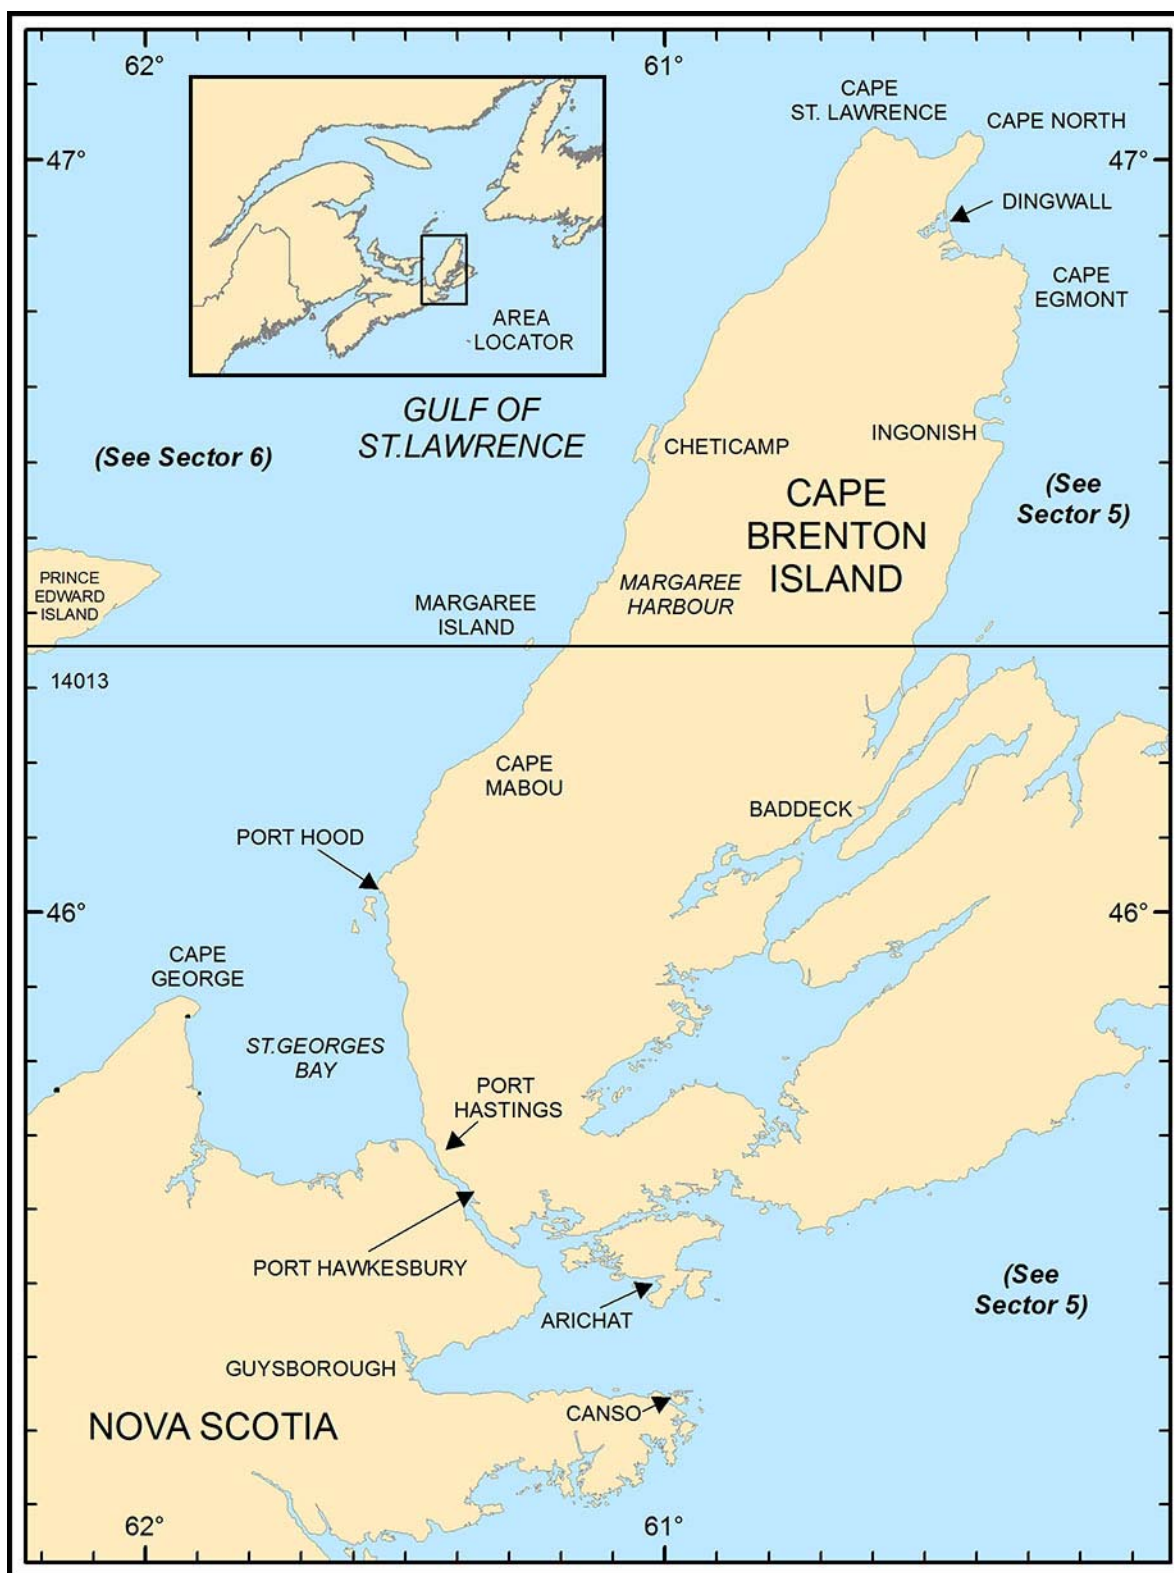 62°
61°
CAPE
ST. LAWRENCE
CAPE NORTH
47°
47°
DINGWALL
CAPE
EGMONT
AREA
LOCATOR
GULF OF
ST.LAWRENCE
(See Sector 6)
CHETICAMP
INGONISH
(See
Sector 5)
CAPE
BRENTON
ISLAND
PRINCE
EDWARD
ISLAND
MARGAREE
HARBOUR
MARGAREE
ISLAND
14013
CAPE
MABOU
BADDECK
PORT HOOD
46°
46°
CAPE
GEORGE
ST.GEORGES
BAY
PORT
HASTINGS
PORT HAWKESBURY
(See
Sector 5)
ARICHAT
GUYSBOROUGH
CANSO
NOVA SCOTIA
62°
61°